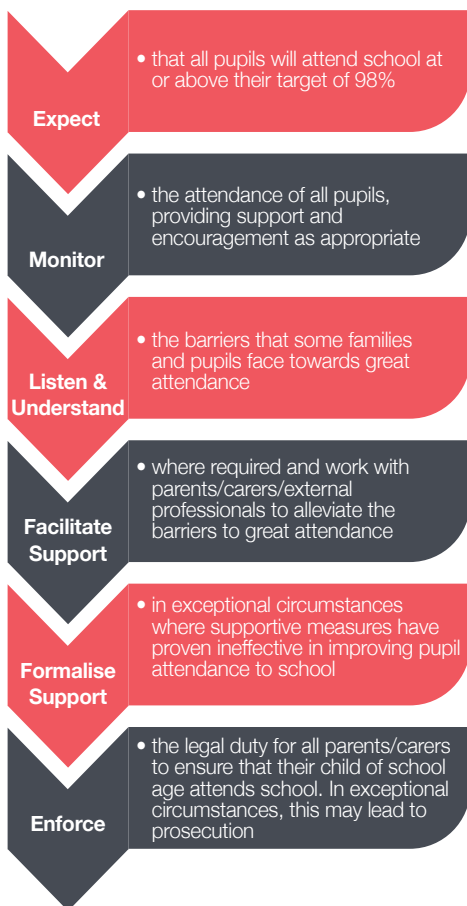 Expect
• that all pupils will attend school at
or above their target of 98%
Monitor
• the attendance of all pupils,
providing support and
encouragement as appropriate
Listen &
Understand
• the barriers that some families
and pupils face towards great
attendance
Facilitate
Support
• where required and work with
parents/carers/external
professionals to alleviate the
barriers to great attendance
Formalise
Support
• in exceptional circumstances
where supportive measures have
proven ineffective in improving pupil
attendance to school
Enforce
• the legal duty for all parents/carers
to ensure that their child of school
age attends school. In exceptional
circumstances, this may lead to
prosecution